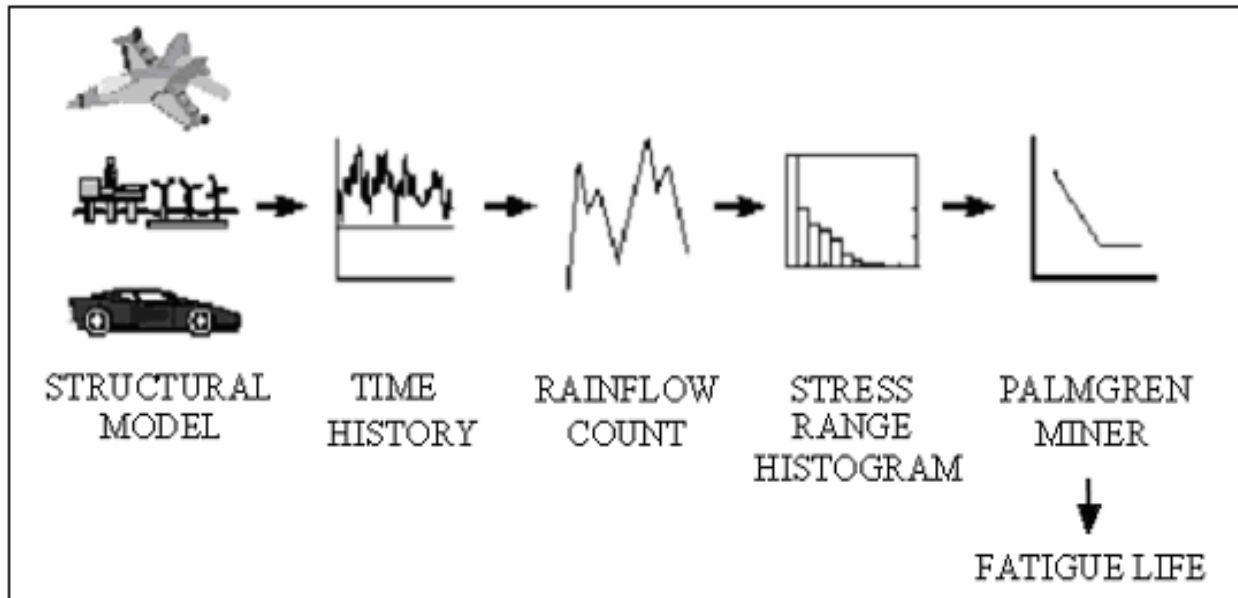 STRUCTURAL
MODEL
TIME
HISTORY
RAINFLOW
COUNT
STRESS
RANGE
HISTOGRAM
PALMGREN
MINER
FATIGUE LIFE